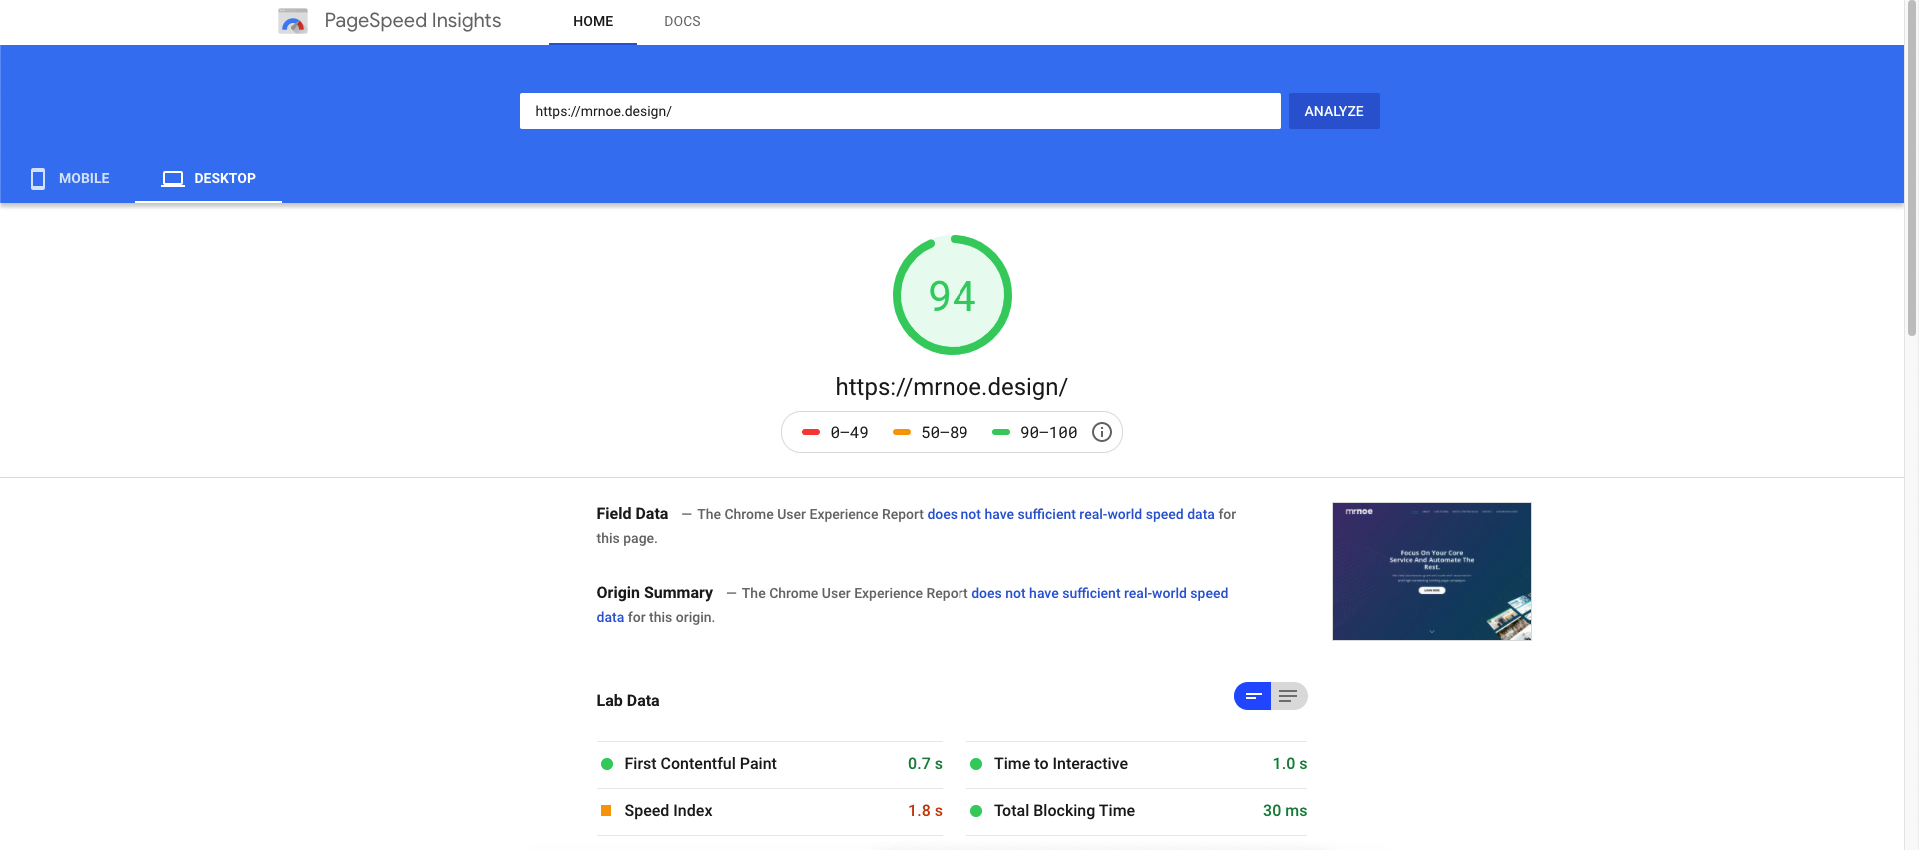 PageSpeed Insights
HOME
DOCS
https://mrnoe.design/
ANALYZE
MOBILE
DESKTOP
94
https://mrnoe.design/
0–49
50–89
90–100
Field Data — The Chrome User Experience Report does not have sufficient real-world speed data for
this page.
Origin Summary — The Chrome User Experience Report does not have sufficient real-world speed
data for this origin.
mrnoe
Focus On Your Core
Service And Automate The
Rest.
Lab Data
First Contentful Paint 0.7 s
Time to Interactive 1.0 s
Speed Index 1.8 s
Total Blocking Time 30 ms